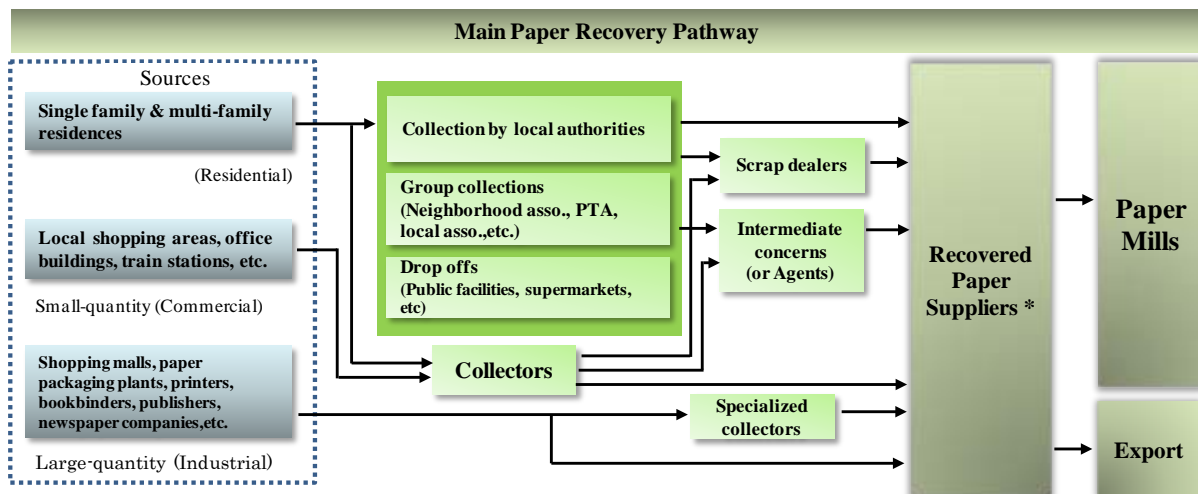 Main Paper Recovery Pathway
Sources
Single family & multi-family
residences
(Residential)
Local shopping areas, office
buildings, train stations, etc.
Small-quantity (Commercial)
Shopping malls, paper
packaging plants, printers,
bookbinders, publishers,
newspaper companies,etc.
Large-quantity (Industrial)
Collection by local authorities
Group collections
(Neighborhood asso., PTA,
local asso.,etc.)
Drop offs
(Public facilities, supermarkets,
etc)
Collectors
Scrap dealers
Intermediate
concerns
(or Agents)
Specialized
collectors
Recovered
Paper
Suppliers *
Paper
Mills
Export